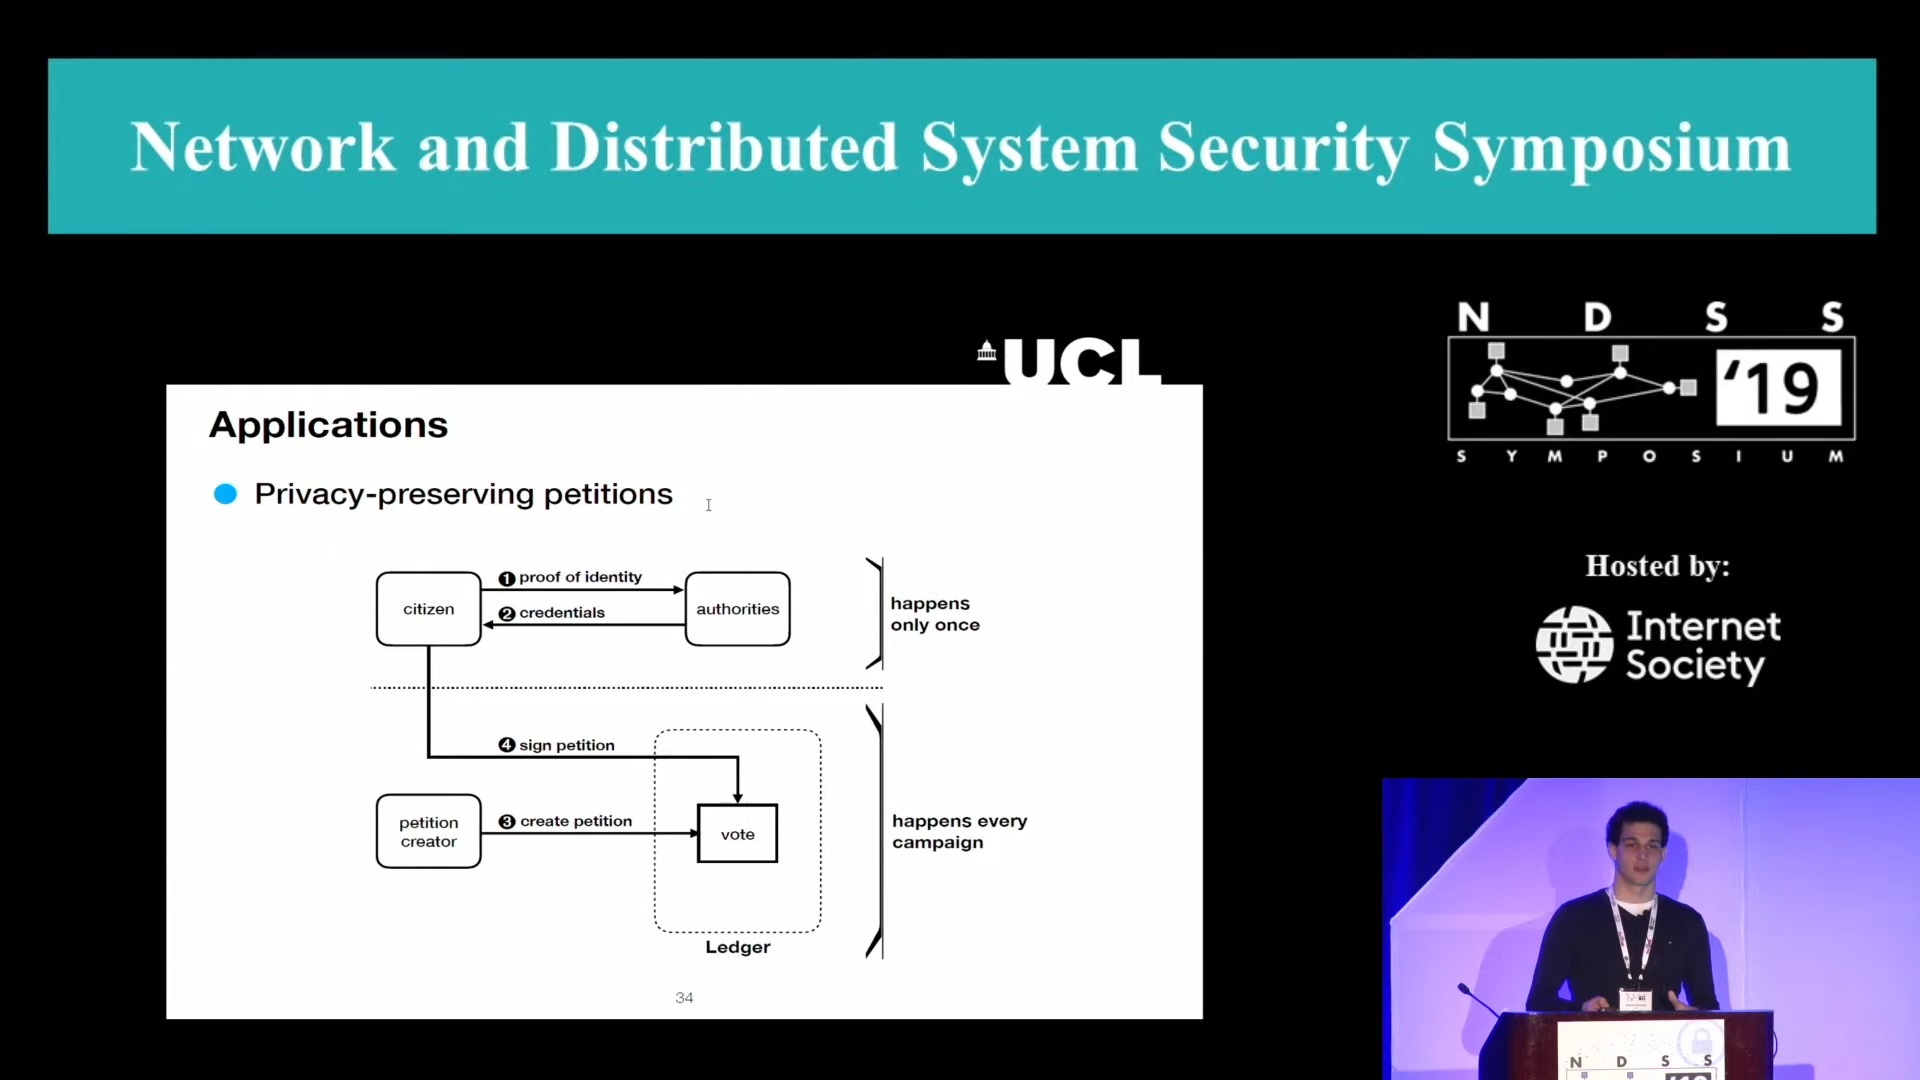 Network and Distributed System Security Symposium
N D S S
'19
S Y M P O S I U M
UCL
Applications
Privacy-preserving petitions
1 proof of identity
citizen
authorities
2 credentials
happens
only once
4 sign petition
petition
creator
3 create petition
vote
happens every
campaign
Ledger
34
Hosted by:
Internet
Society
N D S S